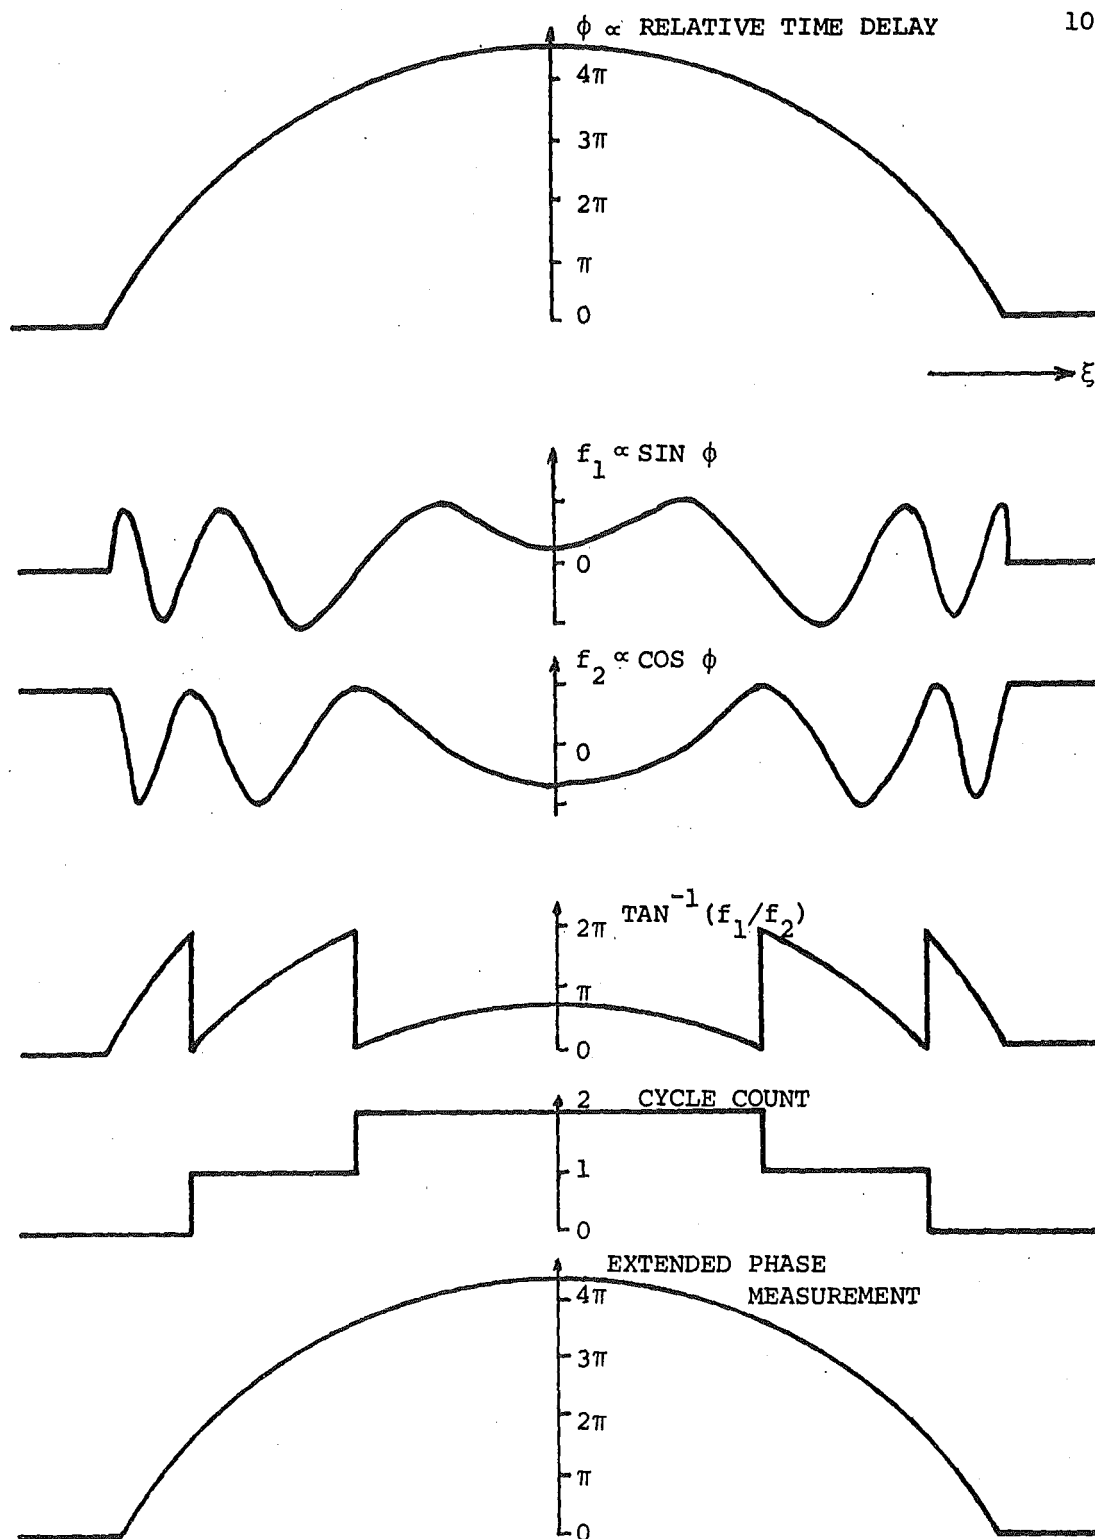 φ ∝ RELATIVE TIME DELAY
10
4π
3π
2π
π
0
ξ
f₁ ∝ SIN φ
0
f₂ ∝ COS φ
0
TAN⁻¹(f₁/f₂)
2π
π
0
CYCLE COUNT
2
1
0
EXTENDED PHASE
MEASUREMENT
4π
3π
2π
π
0